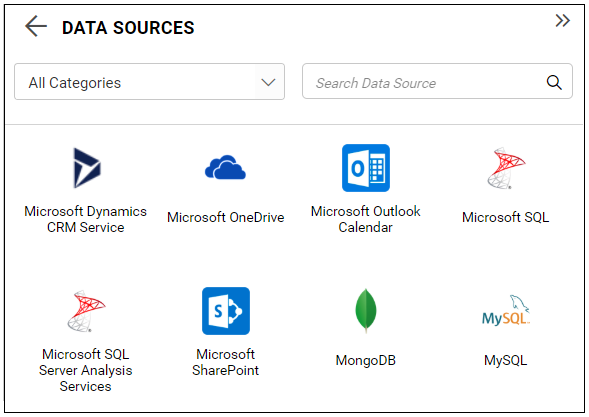 DATA SOURCES
All Categories
Search Data Source
Microsoft Dynamics
CRM Service
Microsoft OneDrive
Microsoft Outlook
Calendar
Microsoft SQL
Microsoft SQL
Server Analysis
Services
Microsoft
SharePoint
MongoDB
MySQL
MySQL